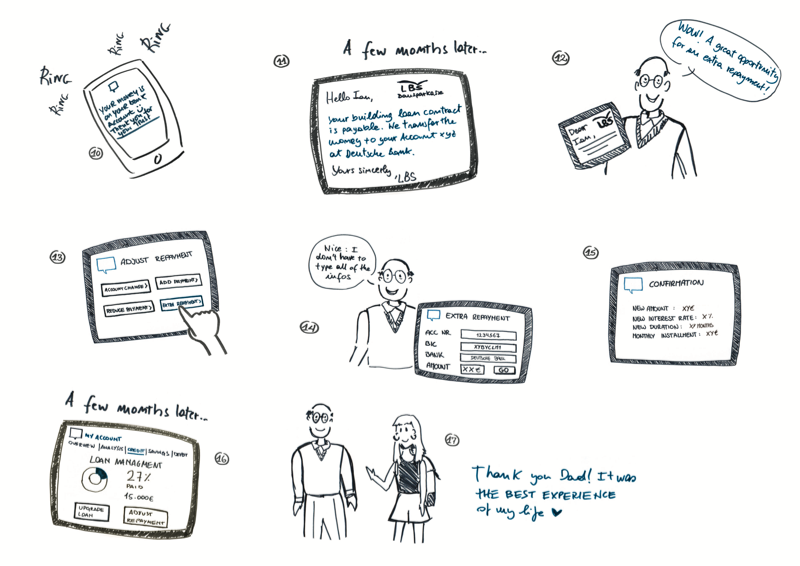 RING
RING
RING
RING
YOUR MONEY IS
ON YOUR BANK
ACCOUNT.
THANK YOU FOR
YOUR TRUST
10
A few months later...
11
LBS
Bausparkasse
Hello Ian,
your building loan contract
is payable. We transfer the
money to your Account xyz
at Deutsche Bank.
Yours sincerely,
LBS
12
Wow! A great opportunity
for an extra repayment!
LBS
Dear
Ian,
13
ADJUST REPAYMENT
ACCOUNT CHANGE >
ADD PAYMENT >
REDUCE PAYMENT >
EXTRA REPAYMENT >
14
Nice: I
don't have to
type all of the
infos
EXTRA REPAYMENT
ACC NR. 1234567
BIC
BANK DEUTSCHE BANK
AMOUNT XX€ GO
15
CONFIRMATION
NEW AMOUNT: XY€
NEW INTEREST RATE: X%
NEW DURATION: XY MONTHS
MONTHLY INSTALLMENT: XY€
A few months later...
16
MY ACCOUNT
OVERVIEW | ANALYSIS | CREDIT | SAVINGS | DEPOT
LOAN MANAGMENT
27%
PAID
15.000€
UPGRADE
LOAN
ADJUST
REPAYMENT
17
Thank you Dad! It was
THE BEST EXPERIENCE
of my life ♥